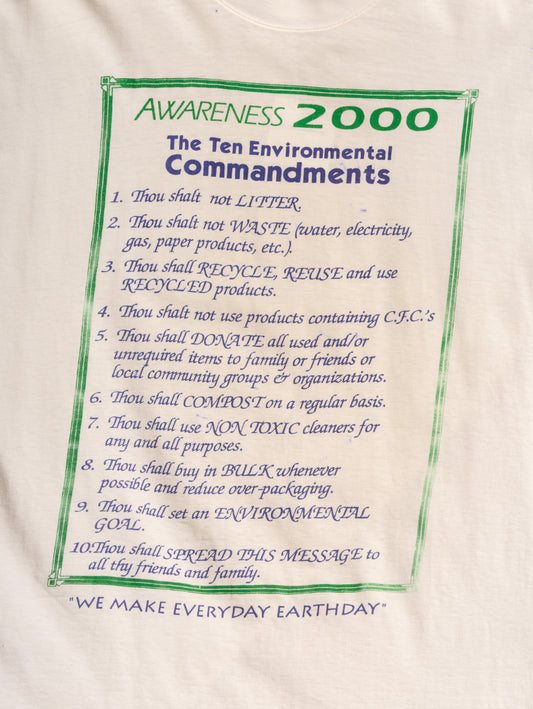 AWARENESS 2000
The Ten Environmental
Commandments
1. Thou shalt not LITTER.
2. Thou shalt not WASTE (water, electricity,
gas, paper products, etc.).
3. Thou shall RECYCLE, REUSE and use
RECYCLED products.
4. Thou shalt not use products containing C.F.C.'s
5. Thou shall DONATE all used and/or
unrequired items to family or friends or
local community groups & organizations.
6. Thou shall COMPOST on a regular basis.
7. Thou shall use NON TOXIC cleaners for
any and all purposes.
8. Thou shall buy in BULK whenever
possible and reduce over-packaging.
9. Thou shall set an ENVIRONMENTAL
GOAL.
10.Thou shall SPREAD THIS MESSAGE to
all thy friends and family.
"WE MAKE EVERYDAY EARTHDAY"